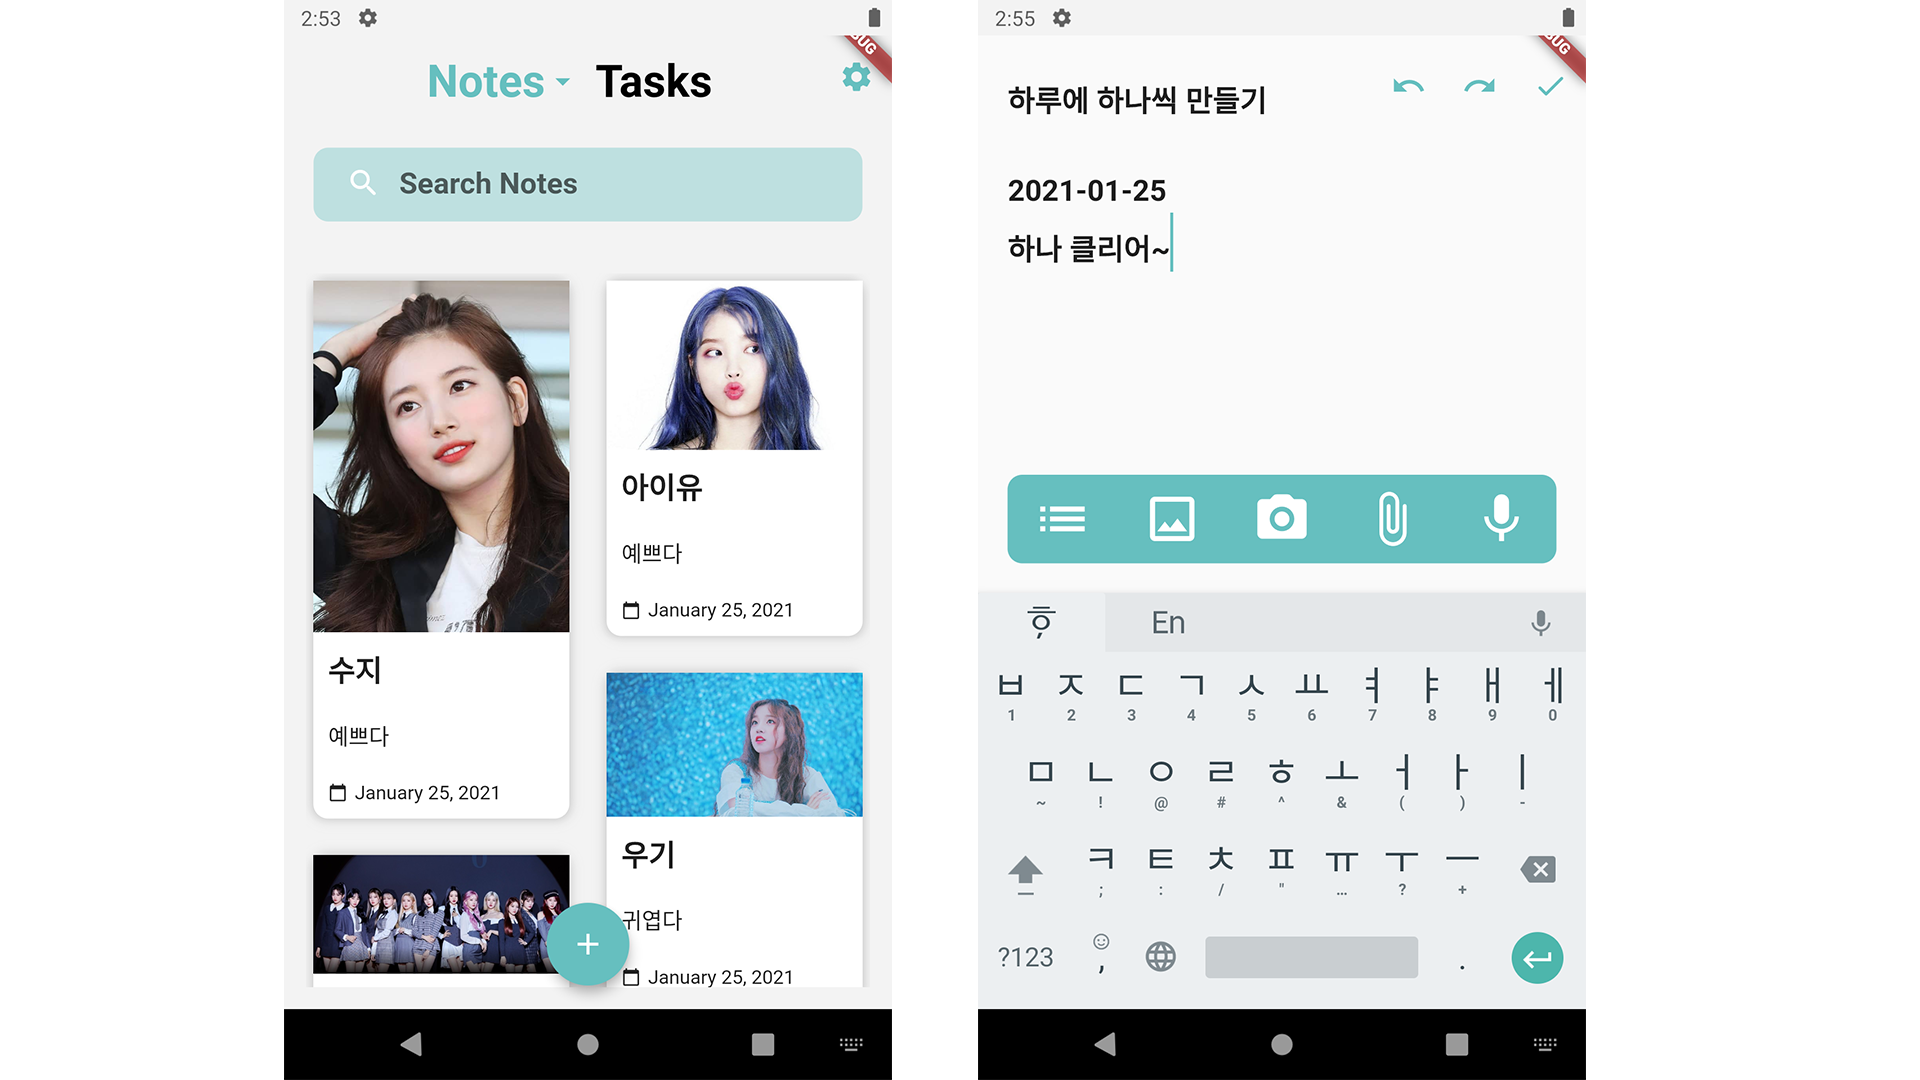 2:53
UG
Notes Tasks
Search Notes
수지
예쁘다
January 25, 2021
아이유
예쁘다
January 25, 2021
우기
귀엽다
January 25, 2021
2:55
UG
하루에 하나씩 만들기
2021-01-25
하나 클리어~
En
ㅂ ㅈ ㄷ ㄱ ㅅ ㅛ ㅕ ㅑ ㅐ ㅔ
1 2 3 4 5 6 7 8 9 0
ㅁ ㄴ ㅇ ㄹ ㅎ ㅗ ㅓ ㅏ ㅣ
~ ! @ # ^ & ( ) -
ㅋ ㅌ ㅊ ㅍ ㅠ ㅜ ㅡ
; : / " … ? +
?123 , .